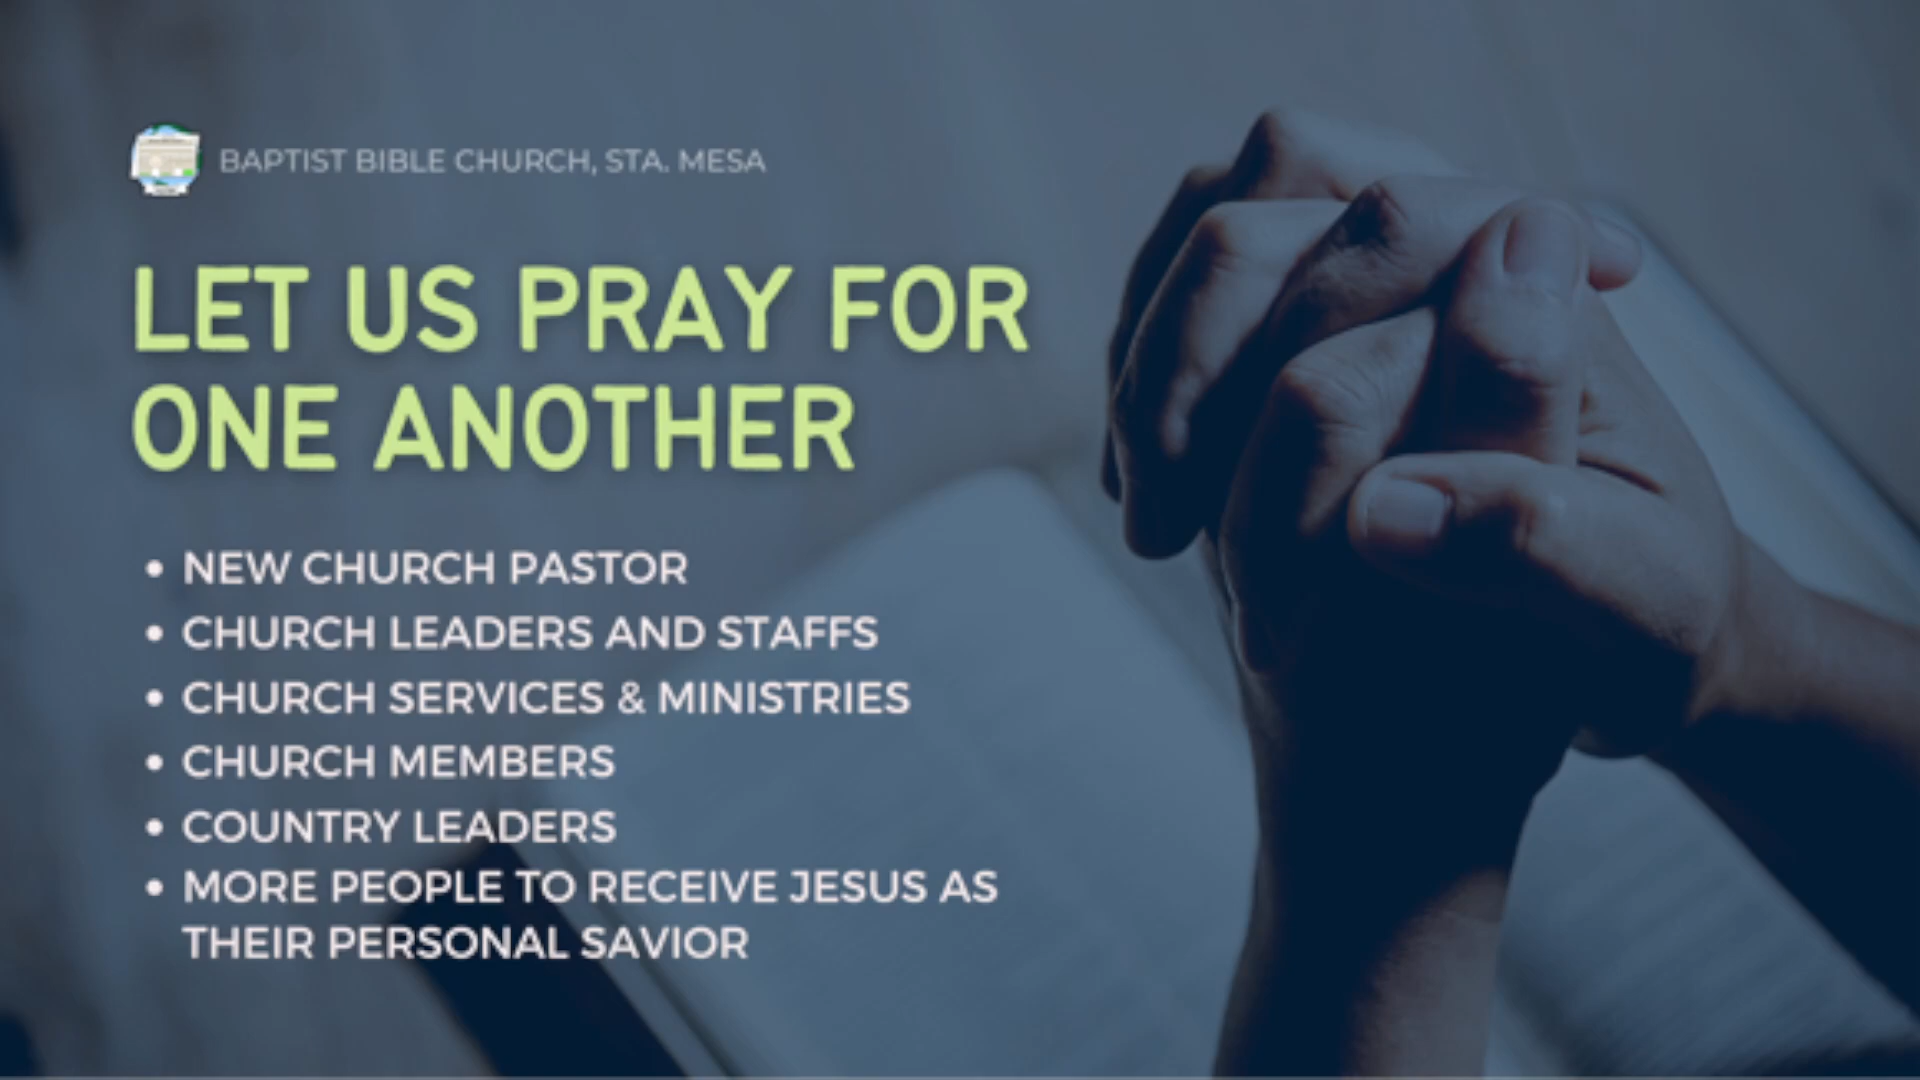 BAPTIST BIBLE CHURCH, STA. MESA
LET US PRAY FOR
ONE ANOTHER
• NEW CHURCH PASTOR
• CHURCH LEADERS AND STAFFS
• CHURCH SERVICES & MINISTRIES
• CHURCH MEMBERS
• COUNTRY LEADERS
• MORE PEOPLE TO RECEIVE JESUS AS
THEIR PERSONAL SAVIOR